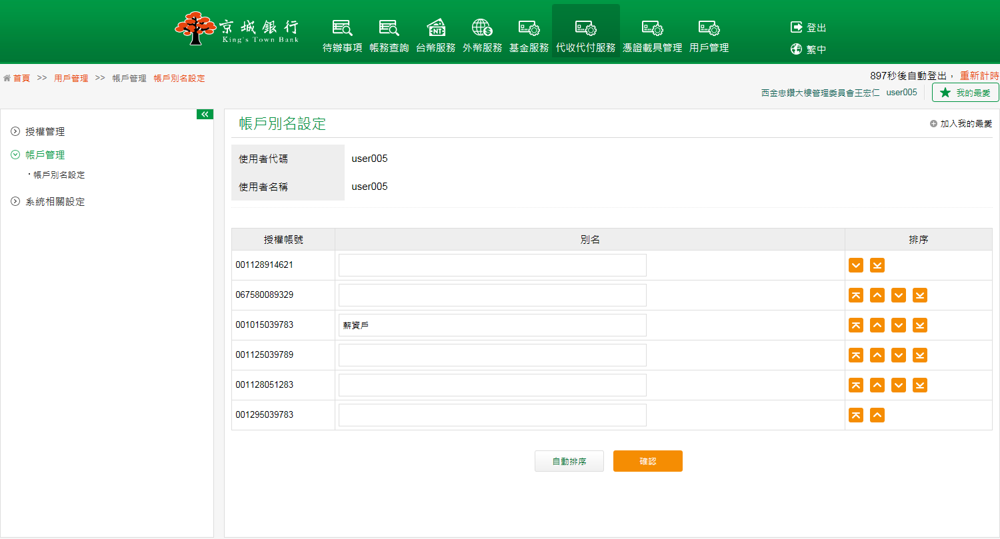 京城銀行
King's Town Bank
待辦事項 帳務查詢 台幣服務 外幣服務 基金服務 代收代付服務 憑證載具管理 用戶管理
登出
繁中
首頁 >> 用戶管理 >> 帳戶管理 帳戶別名設定
897秒後自動登出， 重新計時
西金忠鑽大樓管理委員會王宏仁 user005
我的最愛
授權管理
帳戶管理
帳戶別名設定
系統相關設定
帳戶別名設定
加入我的最愛
使用者代碼 user005
使用者名稱 user005
授權帳號 別名 排序
001128914621
067580089329
001015039783 薪資戶
001125039789
001128051283
001295039783
自動排序 確認